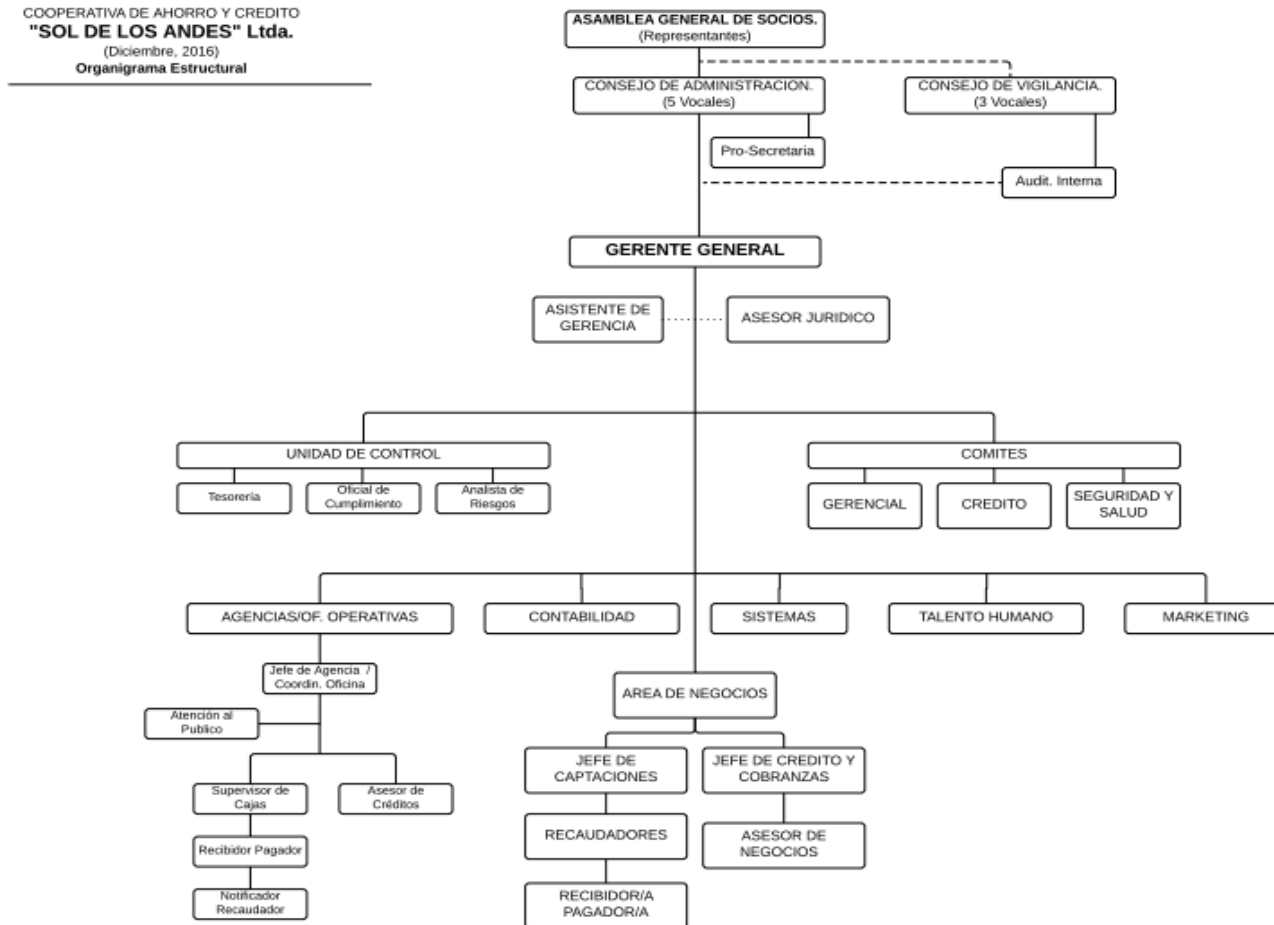 COOPERATIVA DE AHORRO Y CREDITO
"SOL DE LOS ANDES" Ltda.
(Diciembre, 2016)
Organigrama Estructural
ASAMBLEA GENERAL DE SOCIOS.
(Representantes)
CONSEJO DE ADMINISTRACION.
(5 Vocales)
CONSEJO DE VIGILANCIA.
(3 Vocales)
Pro-Secretaria
Audit. Interna
GERENTE GENERAL
ASISTENTE DE
GERENCIA
ASESOR JURIDICO
UNIDAD DE CONTROL
COMITES
Tesorería
Oficial de
Cumplimiento
Analista de
Riesgos
GERENCIAL
CREDITO
SEGURIDAD Y
SALUD
AGENCIAS/OF. OPERATIVAS
CONTABILIDAD
SISTEMAS
TALENTO HUMANO
MARKETING
Jefe de Agencia /
Coordin. Oficina
AREA DE NEGOCIOS
Atención al
Publico
JEFE DE
CAPTACIONES
JEFE DE CREDITO Y
COBRANZAS
Supervisor de
Cajas
Asesor de
Créditos
RECAUDADORES
ASESOR DE
NEGOCIOS
Recibidor Pagador
Notificador
Recaudador
RECIBIDOR/A
PAGADOR/A